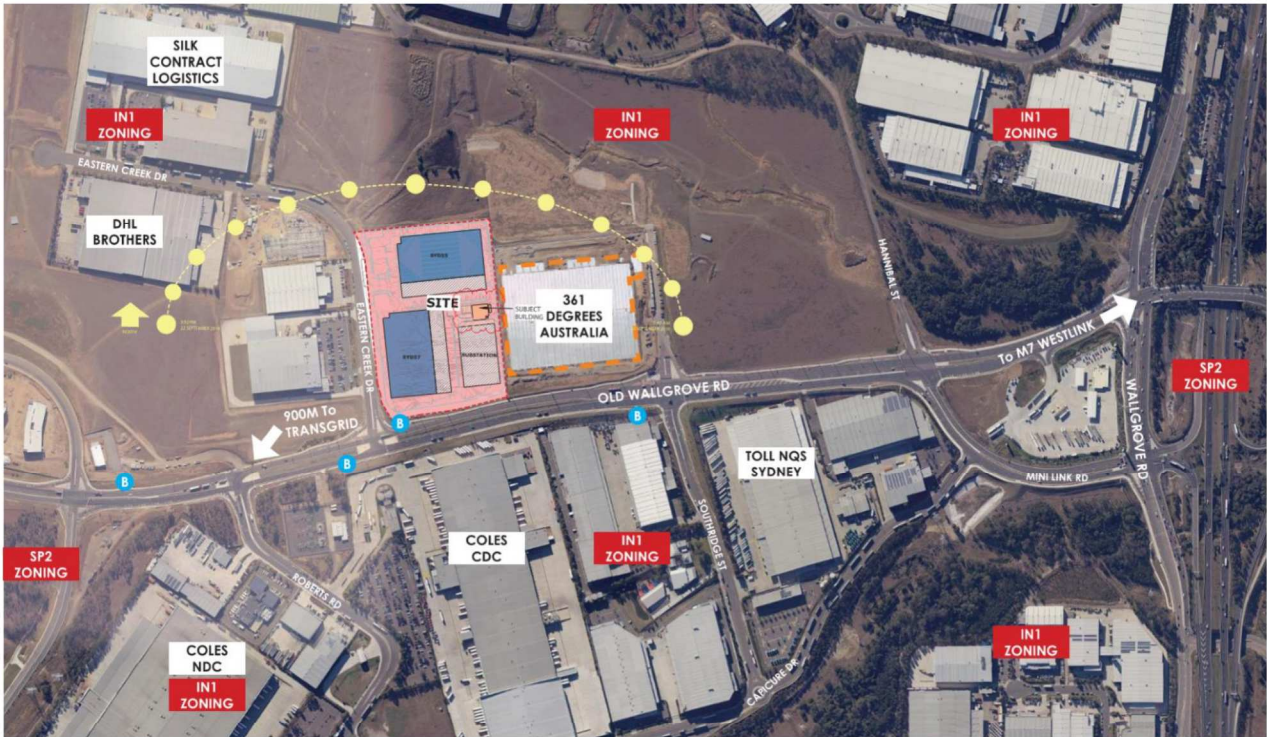 SILK
CONTRACT
LOGISTICS
IN1
ZONING
IN1
ZONING
IN1
ZONING
EASTERN CREEK DR
DHL
BROTHERS
SITE
SUBJECT
BUILDING
SUBSTATION
361
DEGREES
AUSTRALIA
EASTERN CREEK DR
HANNIBAL ST
To M7 WESTLINK
SP2
ZONING
WALLGROVE RD
OLD WALLGROVE RD
900M To
TRANSGRID
B
B
B
B
TOLL NQS
SYDNEY
MINI LINK RD
SOUTHRIDGE ST
COLES
CDC
IN1
ZONING
SP2
ZONING
ROBERTS RD
COLES
NDC
IN1
ZONING
CAPICURE DR
IN1
ZONING